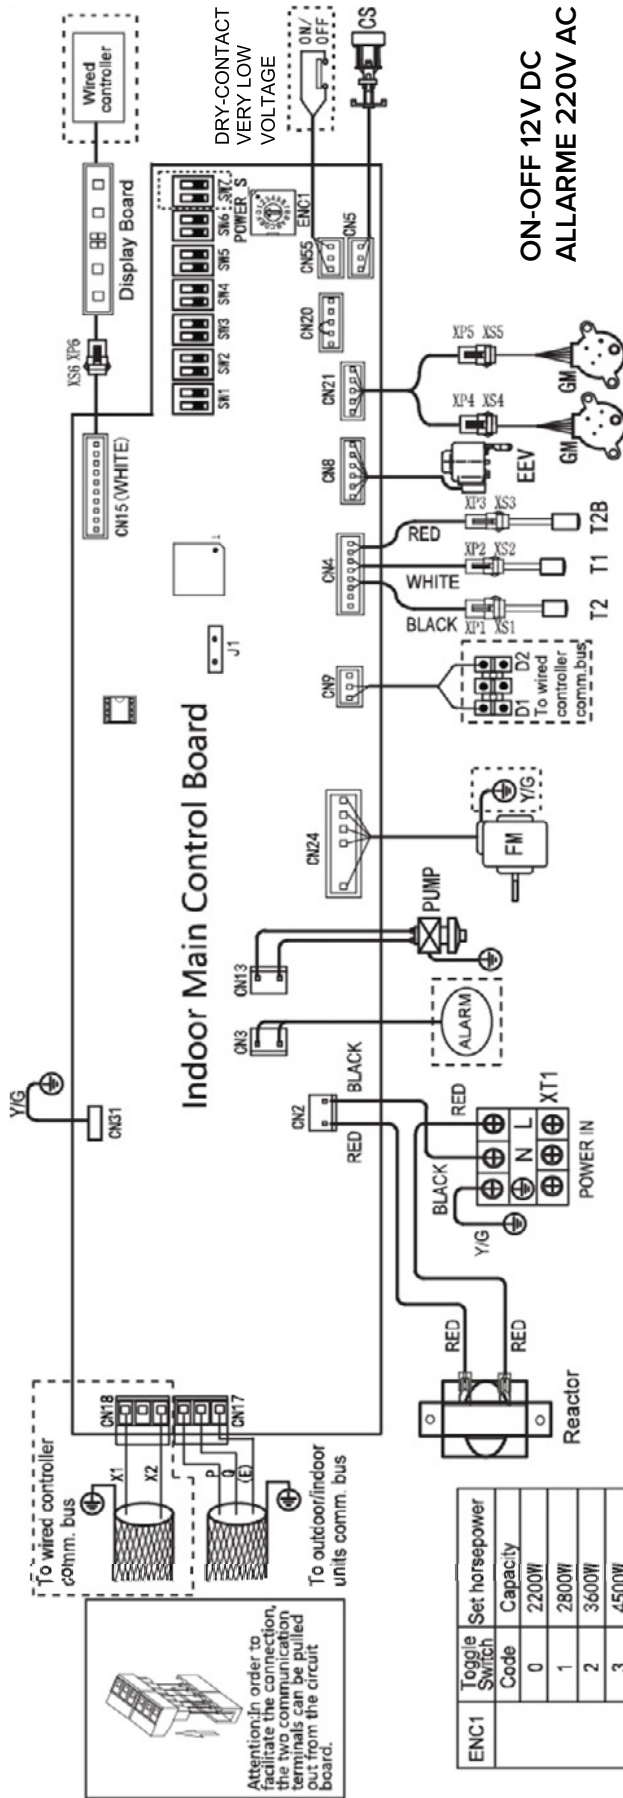 Wired
controller
Display Board
XS6 XP6
CN15(WHITE)
SW1
SW2
SW3
SW4
SW5
SW6
SW7
POWER S
ENC1
DRY-CONTACT
VERY LOW
VOLTAGE
ON/
OFF
CS
ON-OFF 12V DC
ALLARME 220V AC
CN55
CN5
CN20
CN21
XP5 XS5
GM
XP4 XS4
GM
CN8
EEV
CN4
RED
XP3 XS3
T2B
WHITE
XP2 XS2
T1
BLACK
XP1 XS1
T2
J1
CN9
D1
D2
To wired
controller
comm.bus
Indoor Main Control Board
CN24
FM
Y/G
CN13
PUMP
CN3
ALARM
Y/G
CN31
CN2
RED
BLACK
RED
BLACK
Y/G
N
L
XT1
POWER IN
RED
RED
Reactor
To wired controller
comm. bus
X1
X2
CN18
CN17
P
Q
(E)
To outdoor/indoor
units comm. bus
Attention:In order to
facilitate the connection,
the two communication
terminals can be pulled
out from the circuit
board.
ENC1
Toggle
Switch
Code
Set horsepower
Capacity
0 2200W
1 2800W
2 3600W
3 4500W